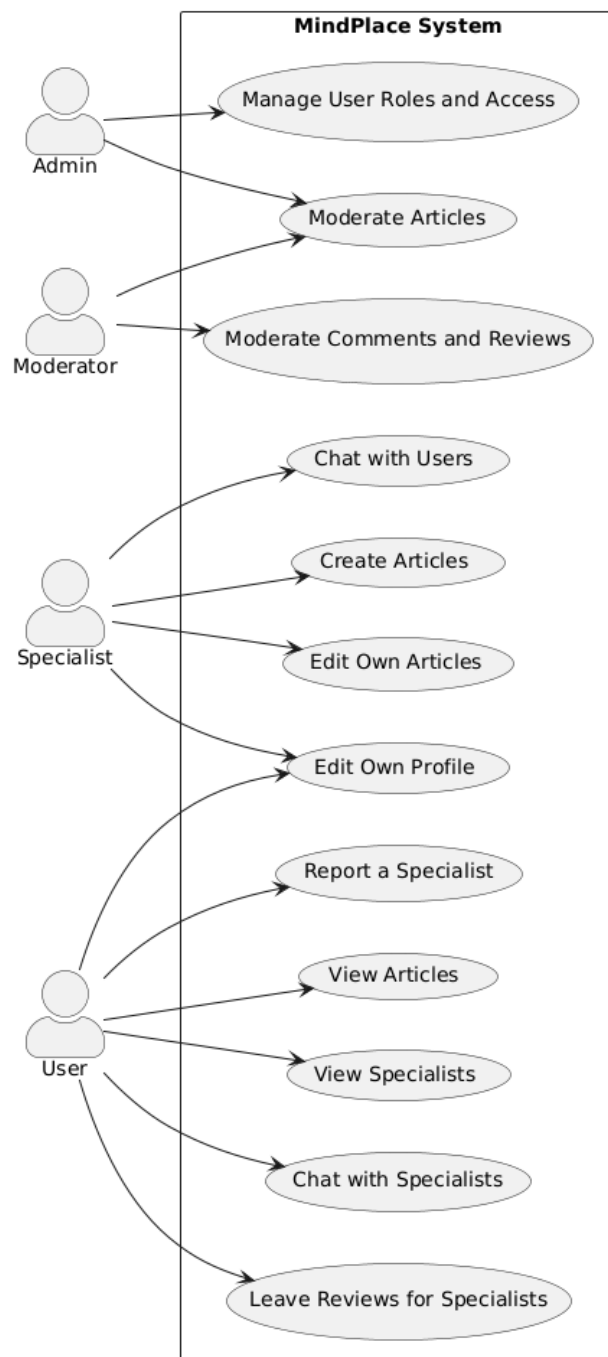 MindPlace System
Manage User Roles and Access
Admin
Moderate Articles
Moderate Comments and Reviews
Moderator
Chat with Users
Create Articles
Specialist
Edit Own Articles
Edit Own Profile
Report a Specialist
View Articles
User
View Specialists
Chat with Specialists
Leave Reviews for Specialists